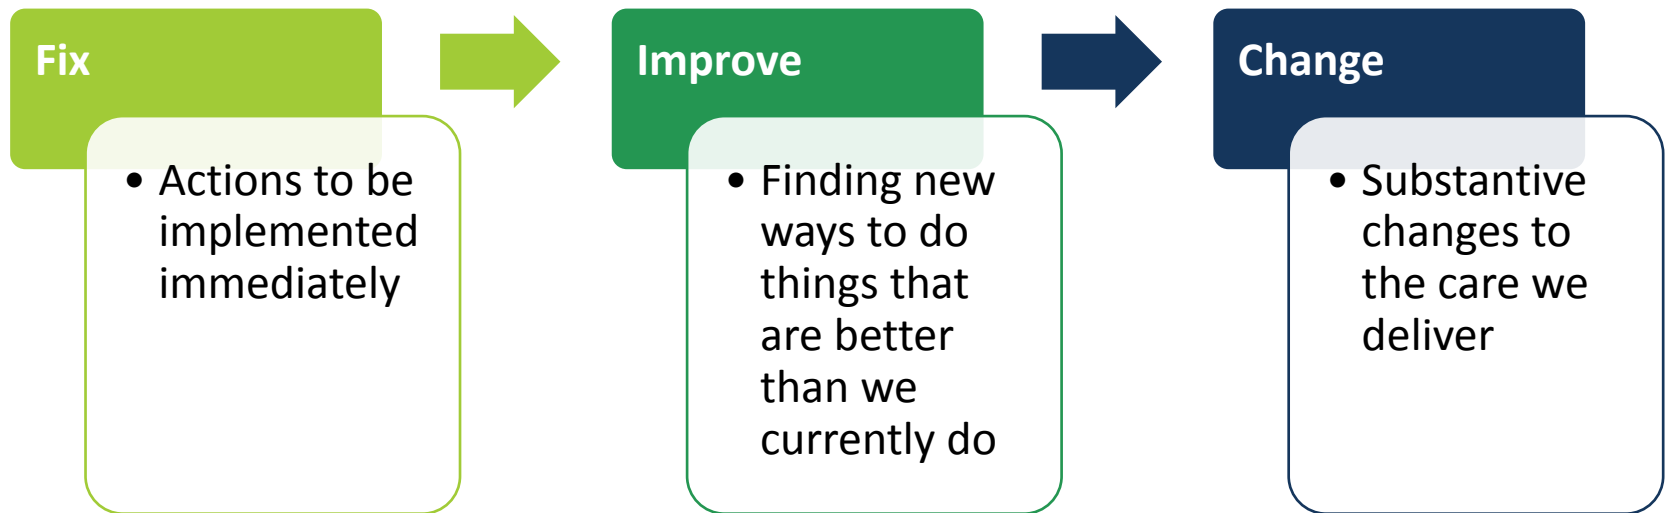 Fix
• Actions to be
implemented
immediately
Improve
• Finding new
ways to do
things that
are better
than we
currently do
Change
• Substantive
changes to
the care we
deliver